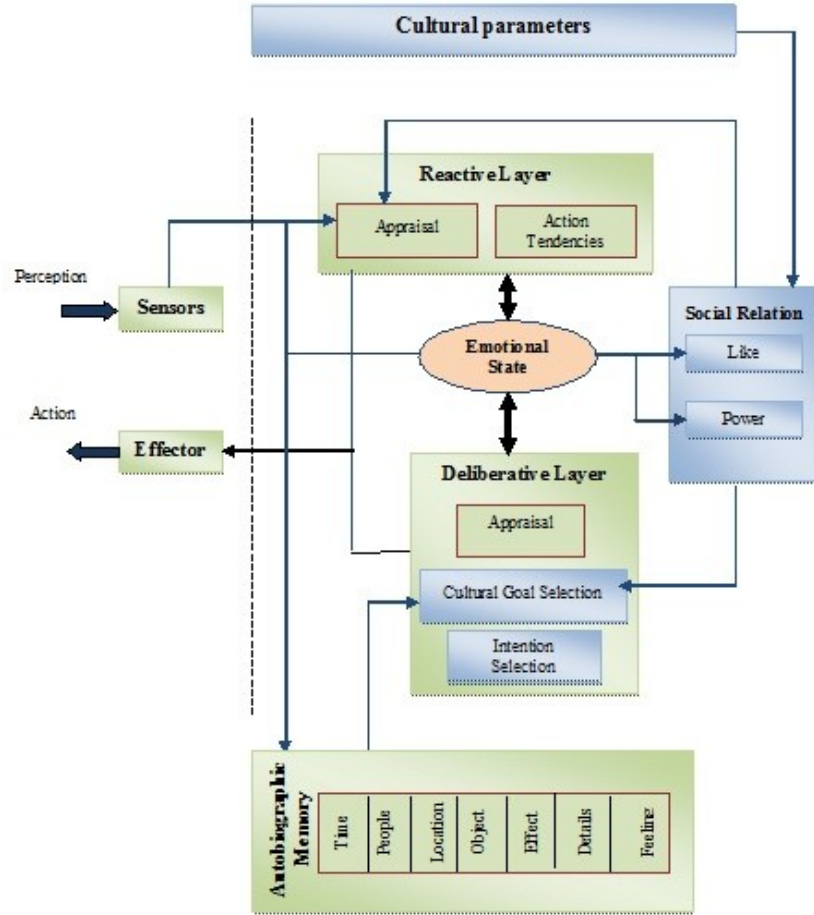 Cultural parameters
Reactive Layer
Appraisal
Action
Tendencies
Perception
Sensors
Social Relation
Like
Power
Emotional
State
Action
Effector
Deliberative Layer
Appraisal
Cultural Goal Selection
Intention
Selection
Autobiographic
Memory
Time
People
Location
Object
Effect
Details
Feeling